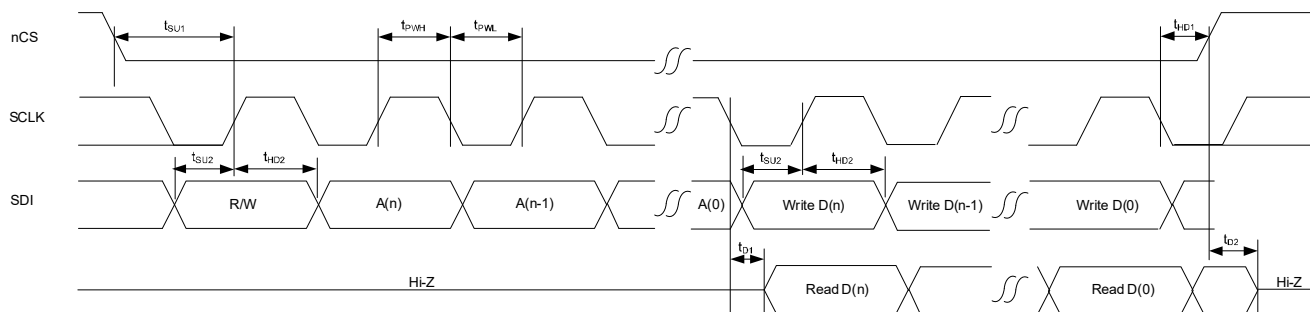 nCS
tSU1
tPWH
tPWL
tHD1
SCLK
tSU2
tHD2
tSU2
tHD2
SDI
R/W
A(n)
A(n-1)
A(0)
Write D(n)
Write D(n-1)
Write D(0)
tD1
tD2
Hi-Z
Read D(n)
Read D(0)
Hi-Z